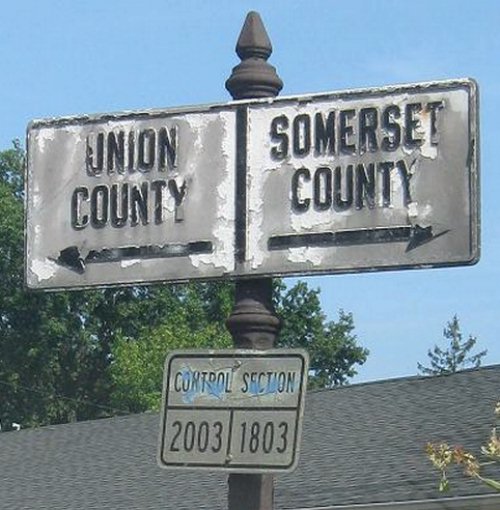 UNION
COUNTY
SOMERSET
COUNTY
CONTROL SECTION
2003 1803